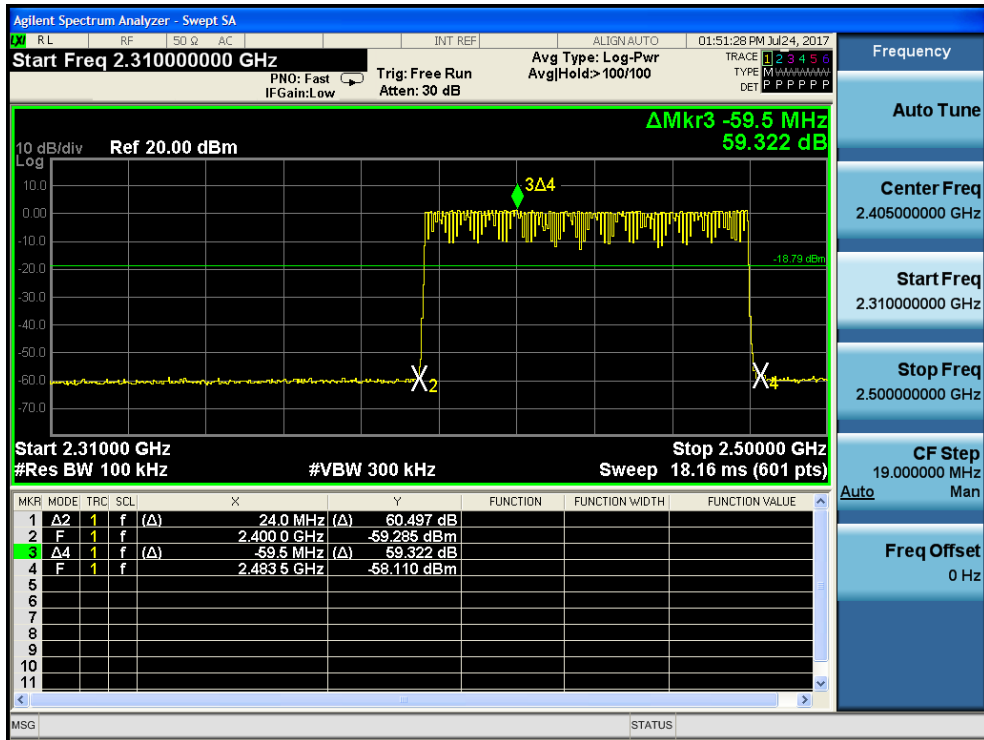 Agilent Spectrum Analyzer - Swept SA
LXI RL RF 50 Ω AC INT REF ALIGN AUTO 01:51:28 PM Jul 24, 2017
Start Freq 2.310000000 GHz
Avg Type: Log-Pwr
TRACE 1 2 3 4 5 6
PNO: Fast Trig: Free Run Avg|Hold:>100/100
TYPE M
IFGain:Low Atten: 30 dB
DET P P P P P P
ΔMkr3 -59.5 MHz
59.322 dB
10 dB/div Ref 20.00 dBm
Log
10.0
0.00
-10.0
-20.0
-30.0
-40.0
-50.0
-60.0
-70.0
3Δ4
-18.79 dBm
2
4
Start 2.31000 GHz Stop 2.50000 GHz
#Res BW 100 kHz #VBW 300 kHz Sweep 18.16 ms (601 pts)
MKR MODE TRC SCL X Y FUNCTION FUNCTION WIDTH FUNCTION VALUE
1 Δ2 1 f (Δ) 24.0 MHz (Δ) 60.497 dB
2 F 1 f 2.400 0 GHz -59.285 dBm
3 Δ4 1 f (Δ) -59.5 MHz (Δ) 59.322 dB
4 F 1 f 2.483 5 GHz -58.110 dBm
5
6
7
8
9
10
11
MSG STATUS
Frequency
Auto Tune
Center Freq
2.405000000 GHz
Start Freq
2.310000000 GHz
Stop Freq
2.500000000 GHz
CF Step
19.000000 MHz
Auto Man
Freq Offset
0 Hz